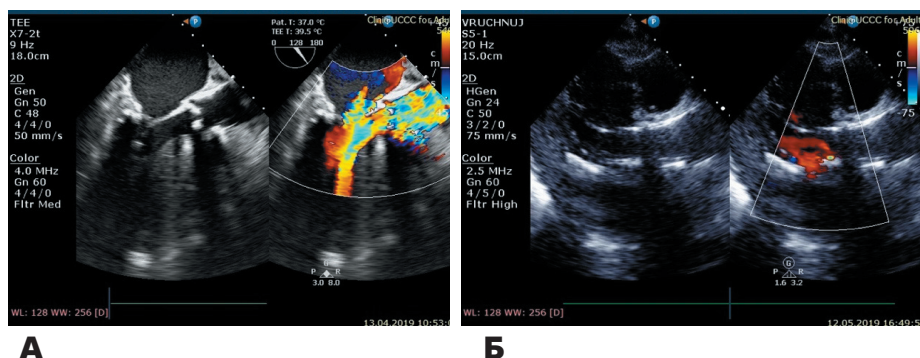 TEE
X7-2t
9 Hz
18.0cm
2D
Gen
Gn 50
C 48
4/4/0
50 mm/s
Color
4.0 MHz
Gn 60
4/4/0
Fltr Med
Pat. T: 37.0 °C
TEE T: 39.5°C
0 128 180
P
c
m
s
G
P R
3.0 8.0
WL: 128 WW: 256 [D]
13.04.2019 10:53:0
А
VRUCHNUJ
S5-1
20 Hz
15.0cm
2D
HGen
Gn 24
C 50
3/2/0
75 mm/s
Color
2.5 MHz
Gn 60
4/5/0
Fltr High
P
c
m
s
-75
G
P R
1.6 3.2
WL: 128 WW: 256 [D]
12.05.2019 16:49:5
Б